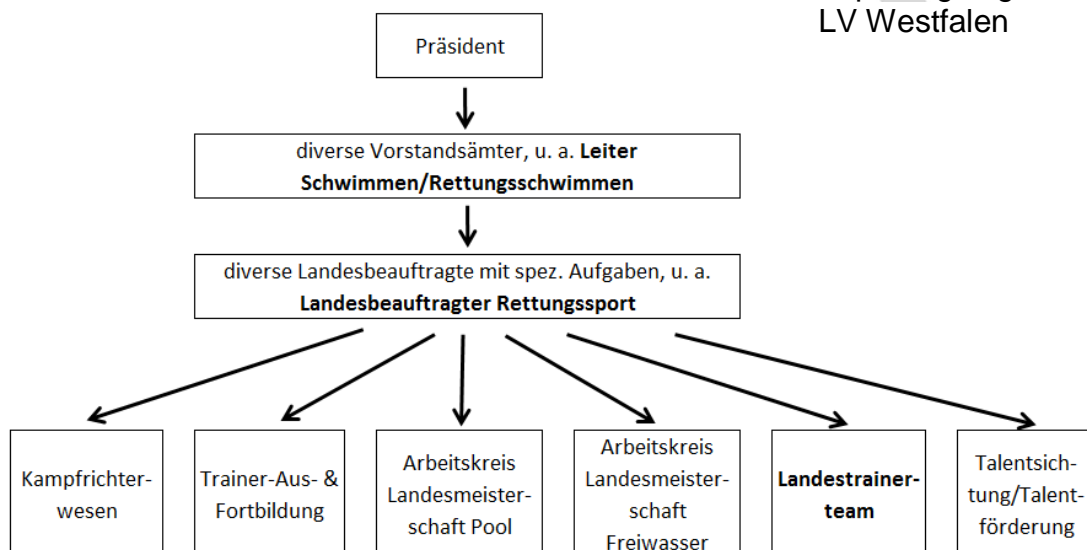 LV Westfalen
Präsident
diverse Vorstandsämter, u. a. Leiter
Schwimmen/Rettungsschwimmen
diverse Landesbeauftragte mit spez. Aufgaben, u. a.
Landesbeauftragter Rettungssport
Kampfrichter-
wesen
Trainer-Aus- &
Fortbildung
Arbeitskreis
Landesmeister-
schaft Pool
Arbeitskreis
Landesmeister-
schaft
Freiwasser
Landestrainer-
team
Talentsich-
tung/Talent-
förderung